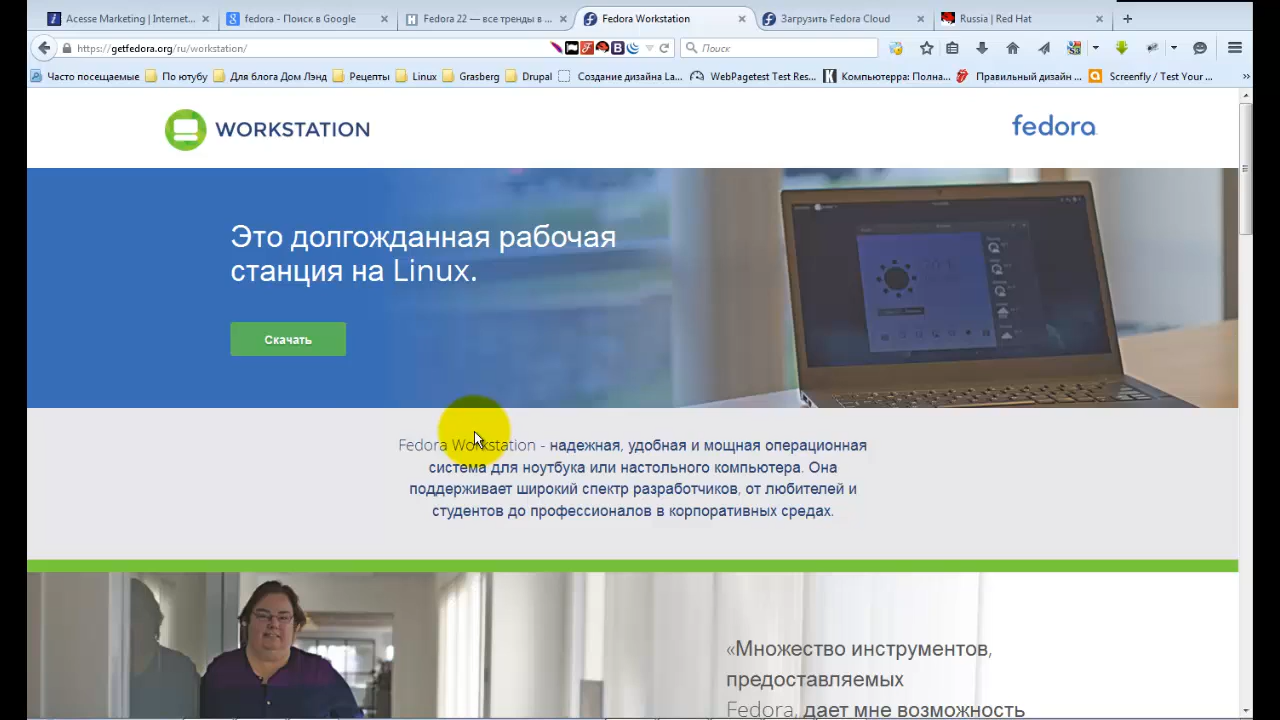 Acesse Marketing | Internet...
fedora - Поиск в Google
Fedora 22 — все тренды в ...
Fedora Workstation
Загрузить Fedora Cloud
Russia | Red Hat
https://getfedora.org/ru/workstation/
Поиск
Часто посещаемые
По ютубу
Для блога Дом Лэнд
Рецепты
Linux
Grasberg
Drupal
Создание дизайна La...
WebPagetest Test Res...
Компьютерра: Полна...
Правильный дизайн ...
Screenfly / Test Your ...
WORKSTATION
fedora
Это долгожданная рабочая
станция на Linux.
Скачать
Fedora Workstation - надежная, удобная и мощная операционная
система для ноутбука или настольного компьютера. Она
поддерживает широкий спектр разработчиков, от любителей и
студентов до профессионалов в корпоративных средах.
«Множество инструментов,
предоставляемых
Fedora, дает мне возможность